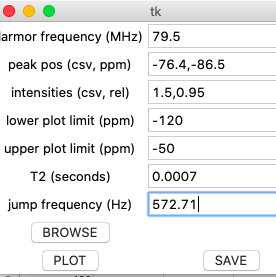 tk
larmor frequency (MHz) 79.5
peak pos (csv, ppm) -76.4,-86.5
intensities (csv, rel) 1.5,0.95
lower plot limit (ppm) -120
upper plot limit (ppm) -50
T2 (seconds) 0.0007
jump frequency (Hz) 572.71
BROWSE
PLOT SAVE